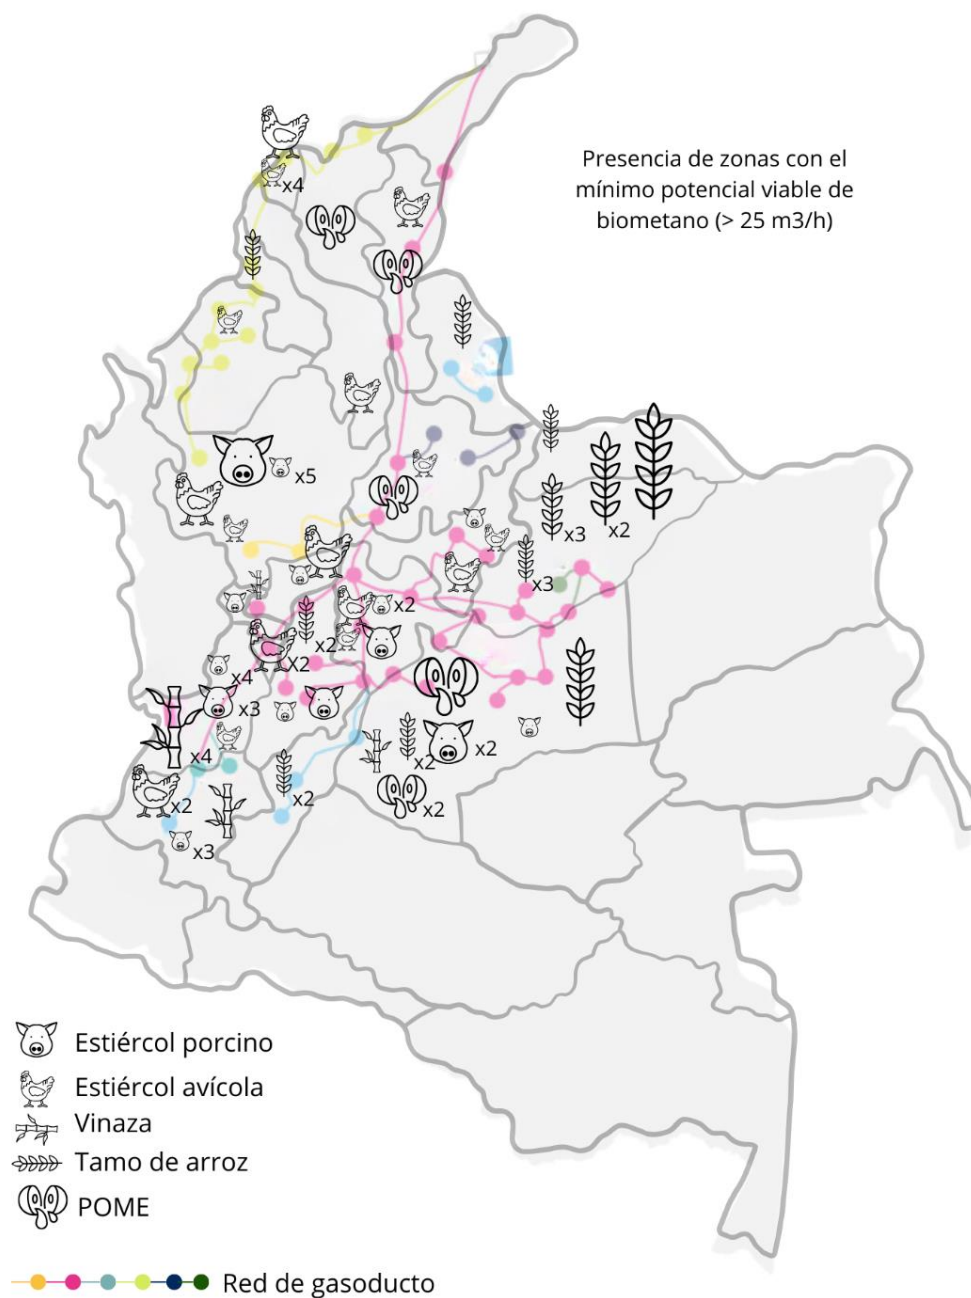 Presencia de zonas con el
mínimo potencial viable de
biometano (> 25 m3/h)
x4
x5
x3
x2
x3
x2
x2
x2
x4
x3
x4
x2
x2
x2
x2
x2
x3
Estiércol porcino
Estiércol avícola
Vinaza
Tamo de arroz
POME
Red de gasoducto